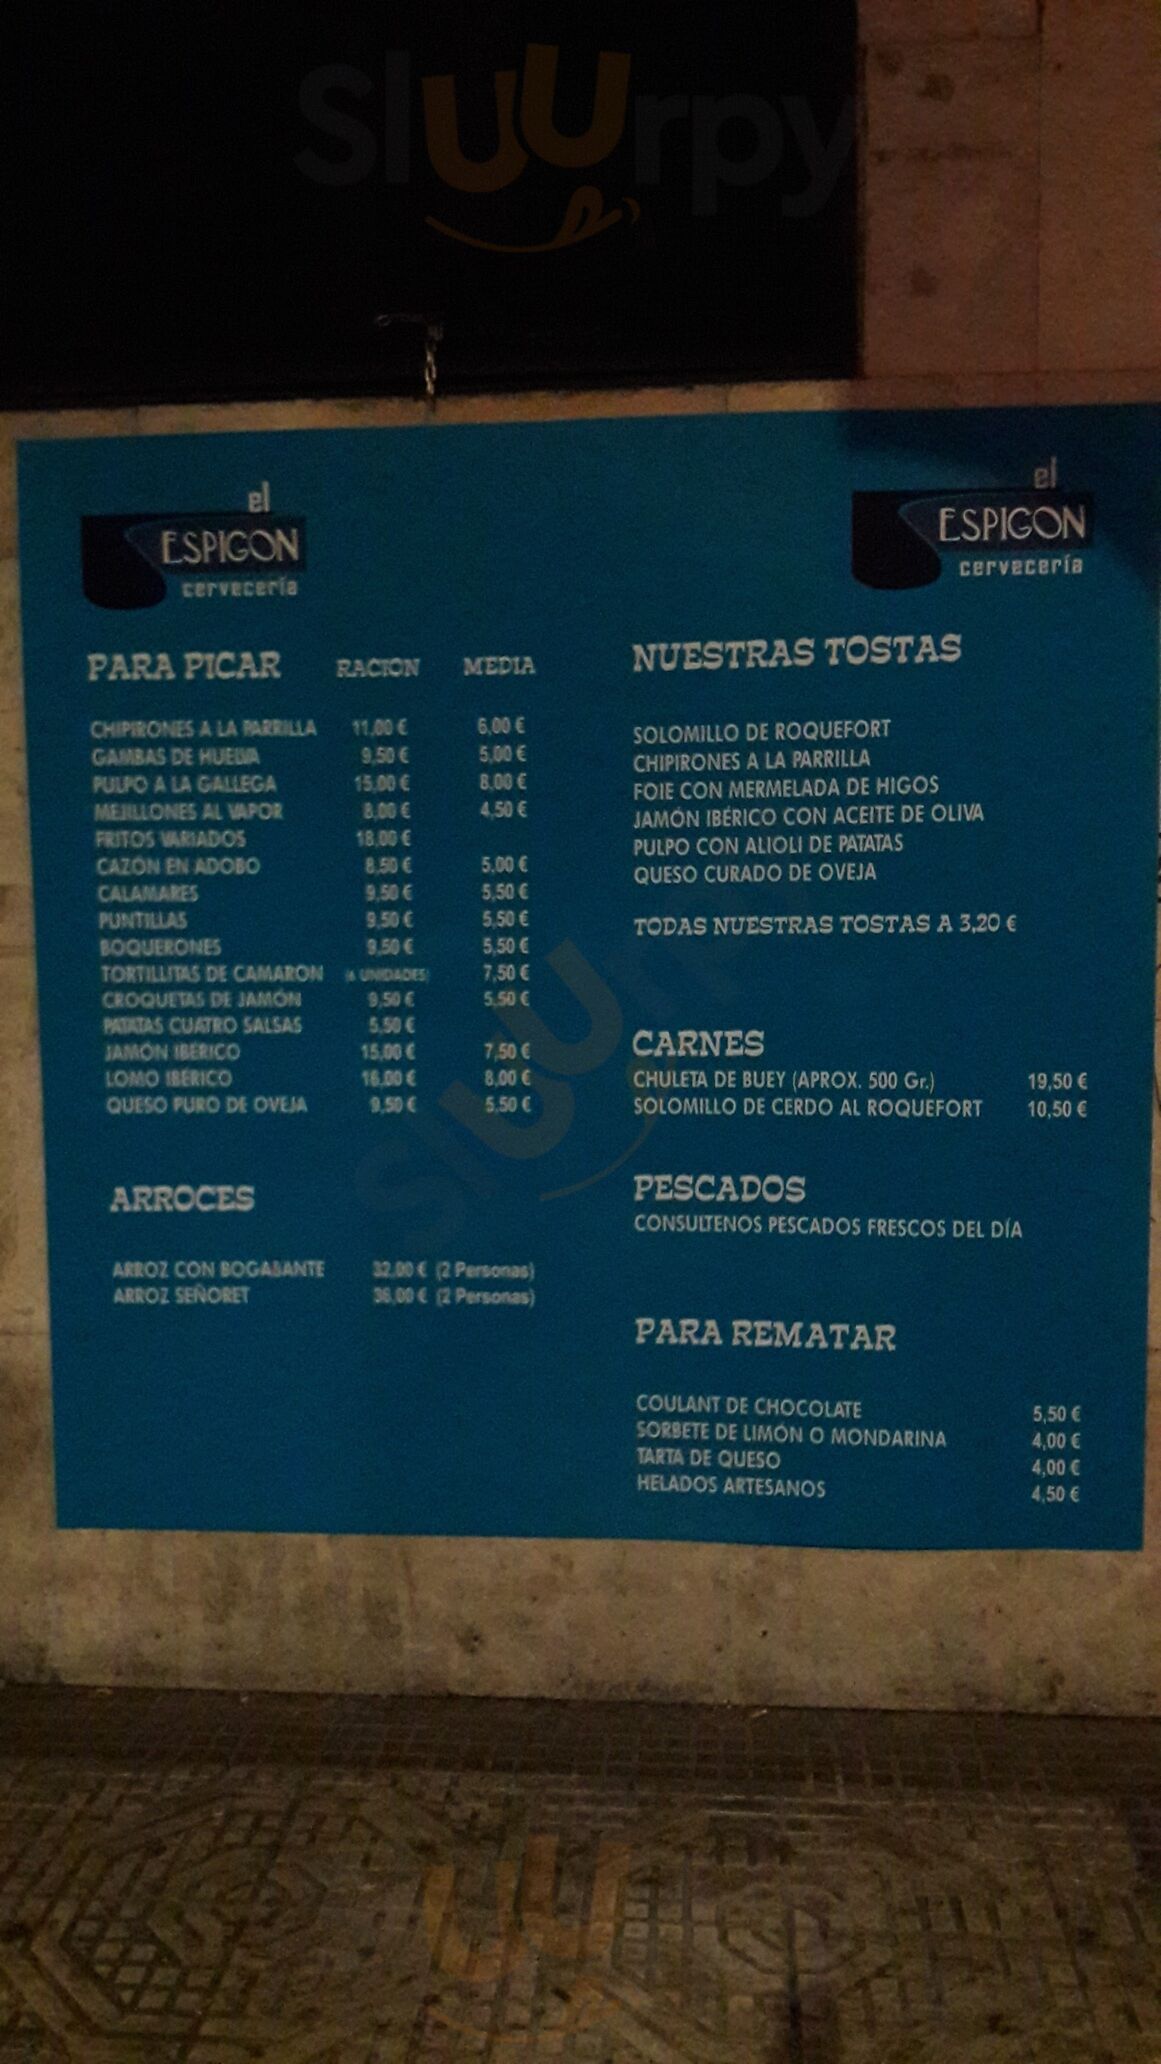 Sluurpy
el
ESPIGON
cervecería
el
ESPIGON
cervecería
PARA PICAR RACION MEDIA
CHIPIRONES A LA PARRILLA 11,00 € 6,00 €
GAMBAS DE HUELVA 9,50 € 5,00 €
PULPO A LA GALLEGA 15,00 € 8,00 €
MEJILLONES AL VAPOR 8,00 € 4,50 €
FRITOS VARIADOS 18,00 €
CAZÓN EN ADOBO 8,50 € 5,00 €
CALAMARES 9,50 € 5,50 €
PUNTILLAS 9,50 € 5,50 €
BOQUERONES 9,50 € 5,50 €
TORTILLITAS DE CAMARON UNIDADES) 7,50 €
CROQUETAS DE JAMÓN 9,50 € 5,50 €
PATATAS CUATRO SALSAS 5,50 €
JAMÓN IBÉRICO 15,00 € 7,50 €
LOMO IBÉRICO 16,00 € 8,00 €
QUESO PURO DE OVEJA 9,50 € 5,50 €
ARROCES
ARROZ CON BOGABANTE 32,00 € (2 Personas)
ARROZ SEÑORET 36,00 € (2 Personas)
NUESTRAS TOSTAS
SOLOMILLO DE ROQUEFORT
CHIPIRONES A LA PARRILLA
FOIE CON MERMELADA DE HIGOS
JAMÓN IBÉRICO CON ACEITE DE OLIVA
PULPO CON ALIOLI DE PATATAS
QUESO CURADO DE OVEJA
TODAS NUESTRAS TOSTAS A 3,20 €
CARNES
CHULETA DE BUEY (APROX. 500 Gr.) 19,50 €
SOLOMILLO DE CERDO AL ROQUEFORT 10,50 €
PESCADOS
CONSULTENOS PESCADOS FRESCOS DEL DÍA
PARA REMATAR
COULANT DE CHOCOLATE 5,50 €
SORBETE DE LIMÓN O MONDARINA 4,00 €
TARTA DE QUESO 4,00 €
HELADOS ARTESANOS 4,50 €
Sluurpy